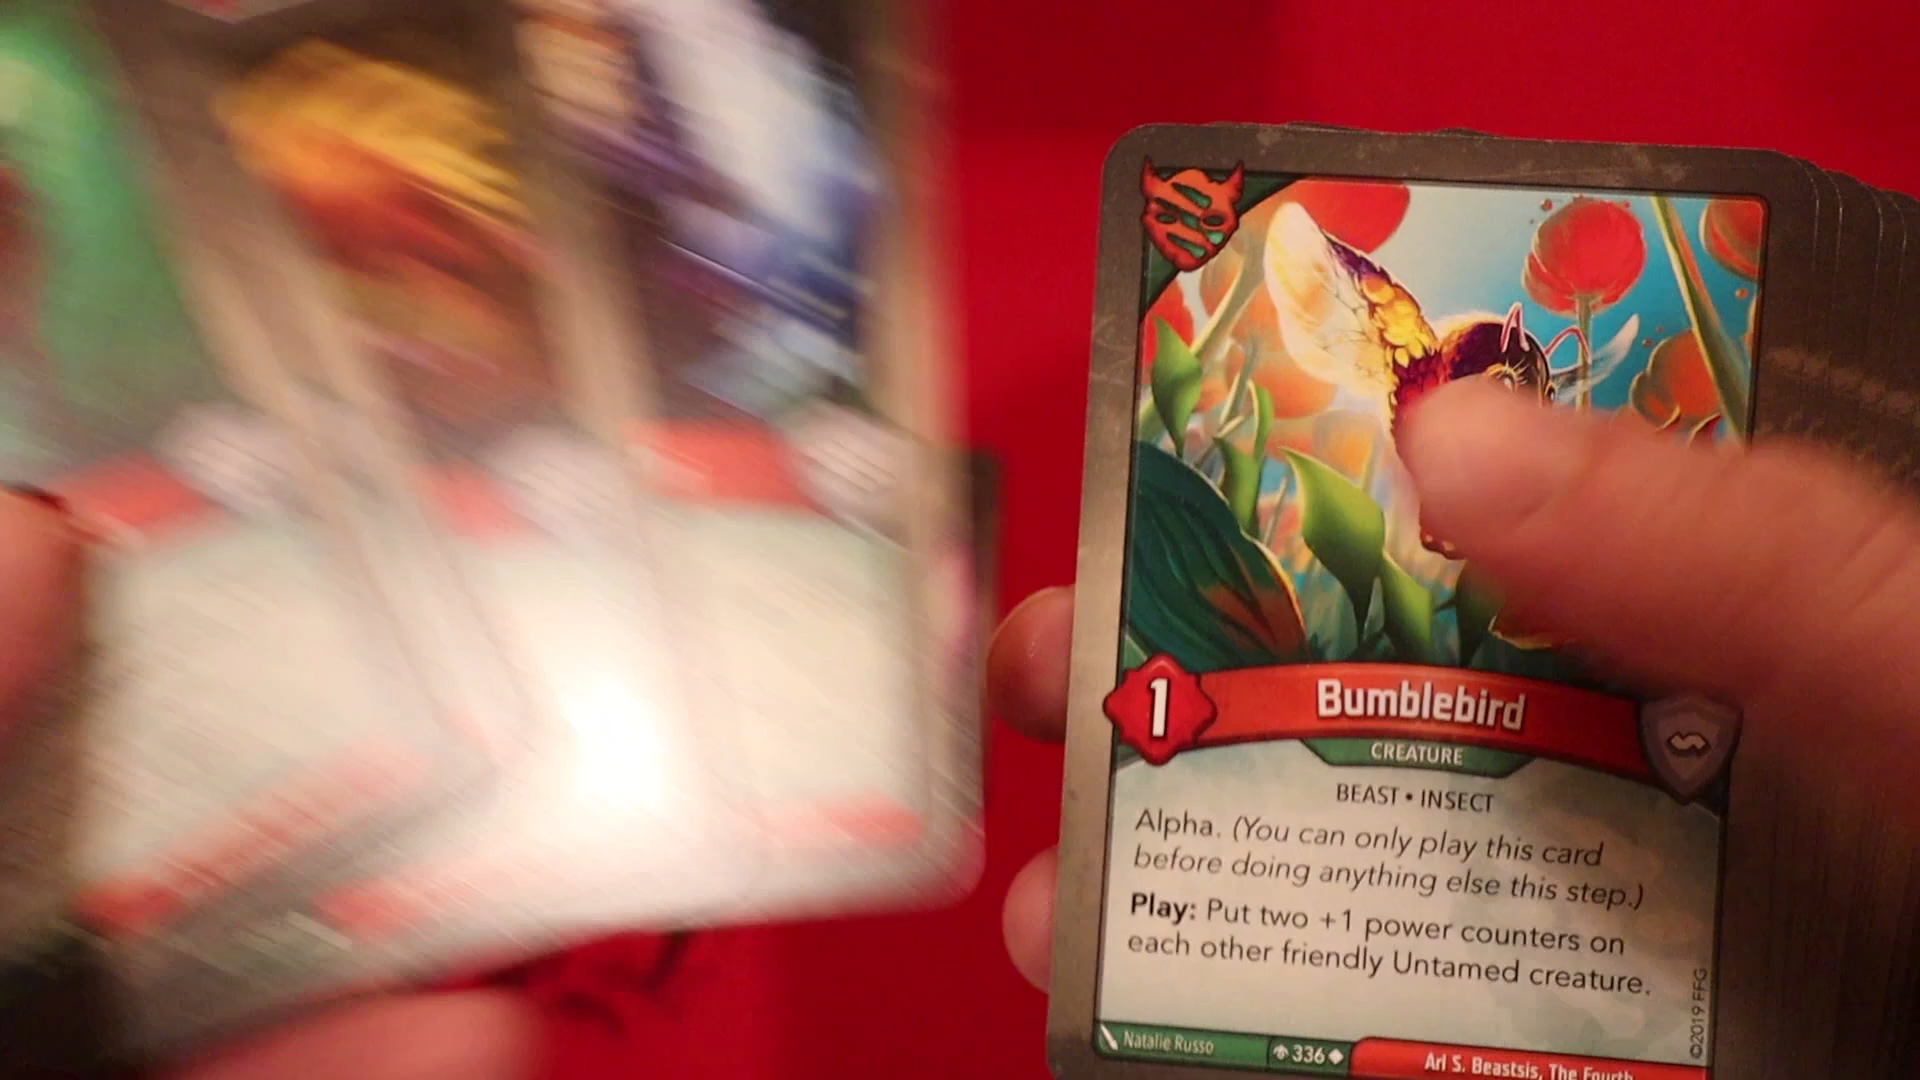 1
Bumblebird
CREATURE
BEAST • INSECT
Alpha. (You can only play this card
before doing anything else this step.)
Play: Put two +1 power counters on
each other friendly Untamed creature.
©2019 FFG
Natalie Russo
336
Arl S. Beastsis, The Fourth